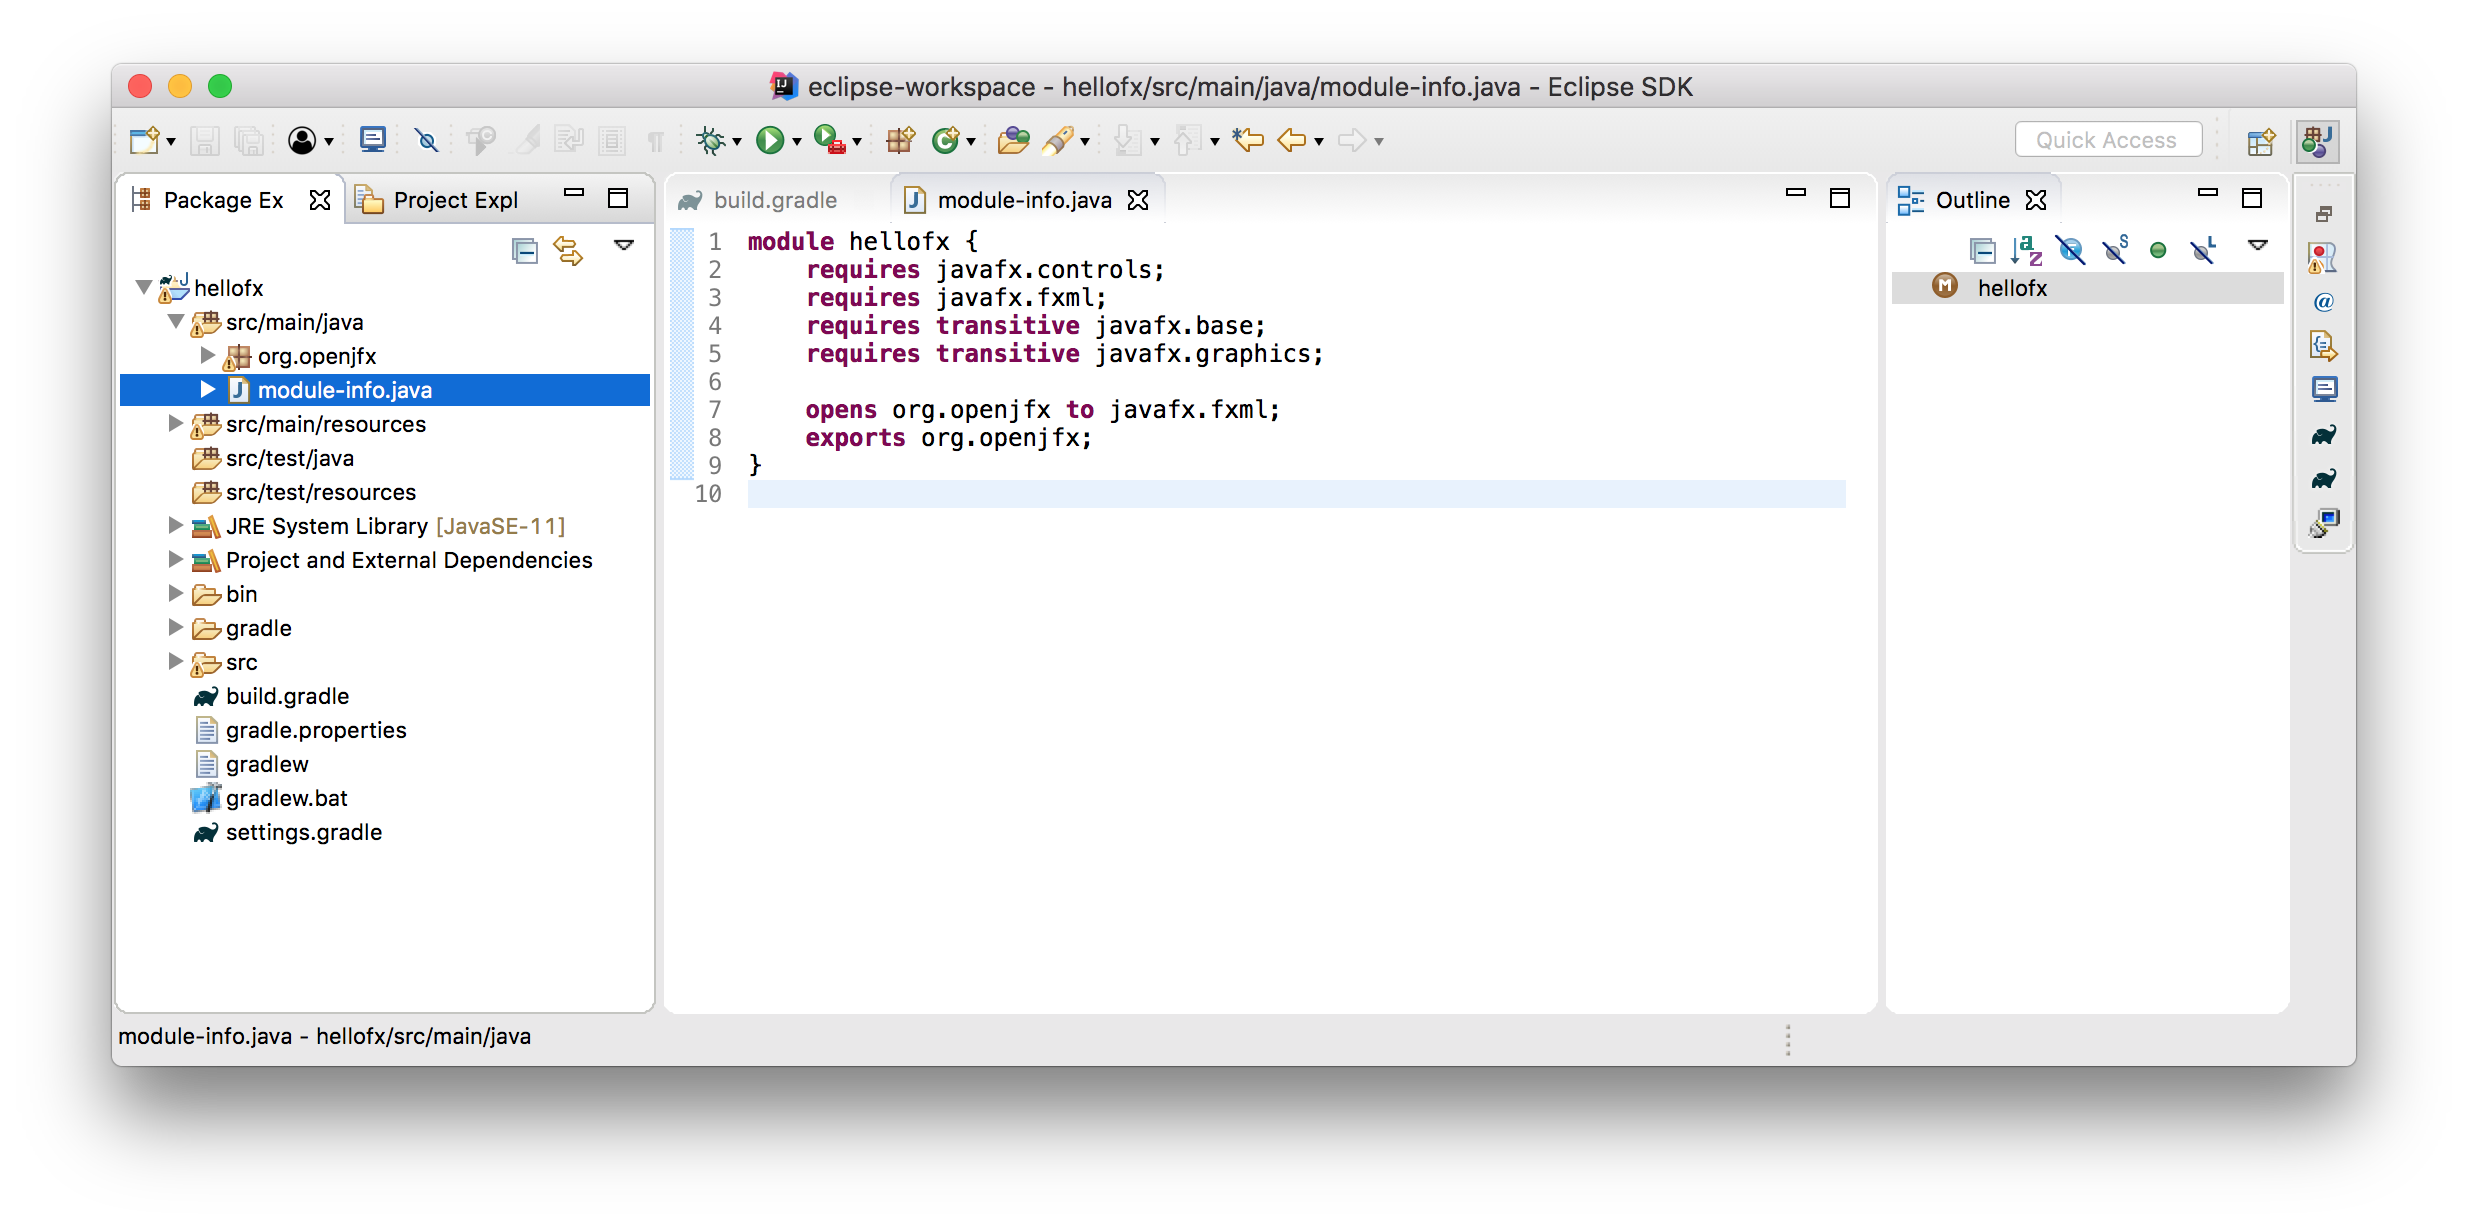 eclipse-workspace - hellofx/src/main/java/module-info.java - Eclipse SDK
Quick Access
Package Ex
Project Expl
hellofx
src/main/java
org.openjfx
module-info.java
src/main/resources
src/test/java
src/test/resources
JRE System Library [JavaSE-11]
Project and External Dependencies
bin
gradle
src
build.gradle
gradle.properties
gradlew
gradlew.bat
settings.gradle
build.gradle
module-info.java
1 module hellofx {
2 requires javafx.controls;
3 requires javafx.fxml;
4 requires transitive javafx.base;
5 requires transitive javafx.graphics;
6
7 opens org.openjfx to javafx.fxml;
8 exports org.openjfx;
9 }
10
Outline
hellofx
module-info.java - hellofx/src/main/java